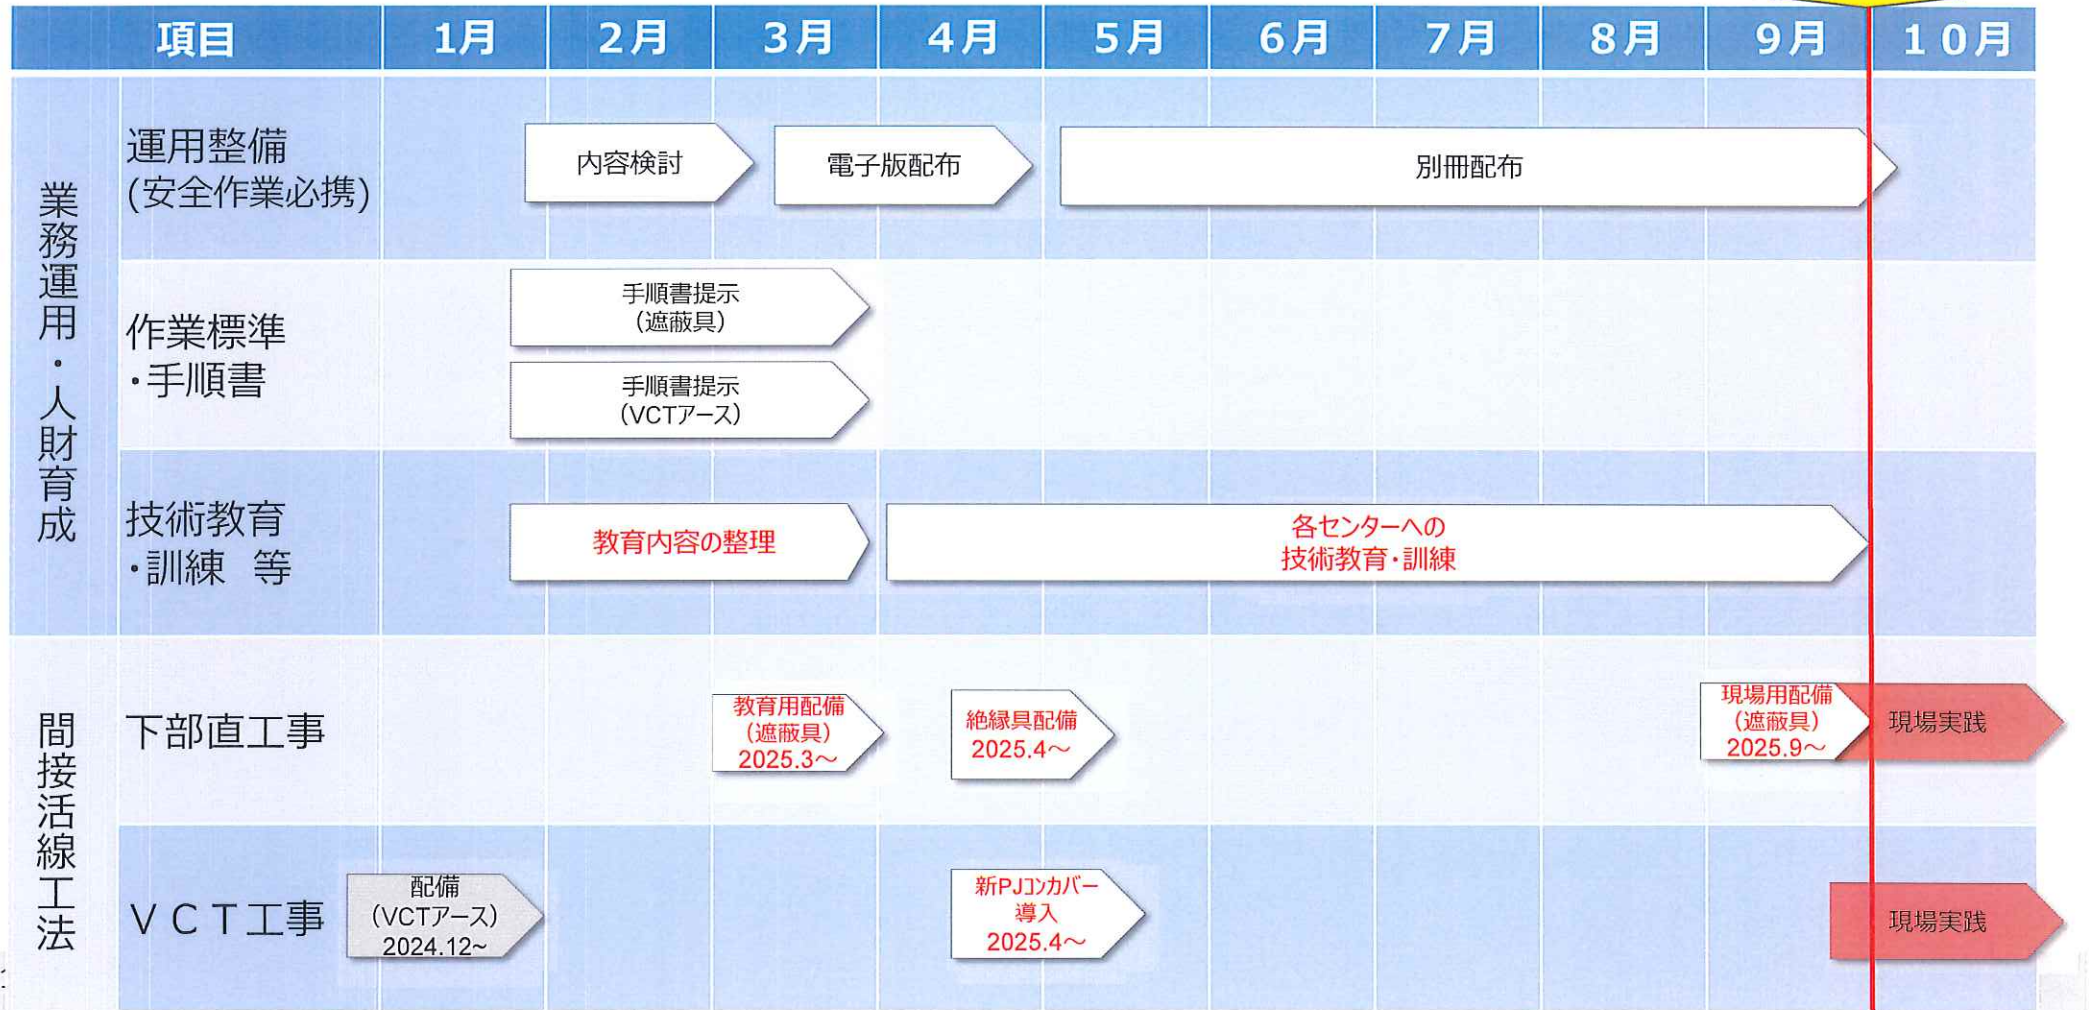 項目
1月
2月
3月
4月
5月
6月
7月
8月
9月
１０月
業務運用・人財育成
運用整備
(安全作業必携)
内容検討
電子版配布
別冊配布
作業標準
・手順書
手順書提示
（遮蔽具）
手順書提示
（VCTアース）
技術教育
・訓練　等
教育内容の整理
各センターへの
技術教育・訓練
間接活線工法
下部直工事
教育用配備
（遮蔽具）
2025.3～
絶縁具配備
2025.4～
現場用配備
（遮蔽具）
2025.9～
現場実践
ＶＣＴ工事
配備
（VCTアース）
2024.12~
新PJコンカバー
導入
2025.4～
現場実践